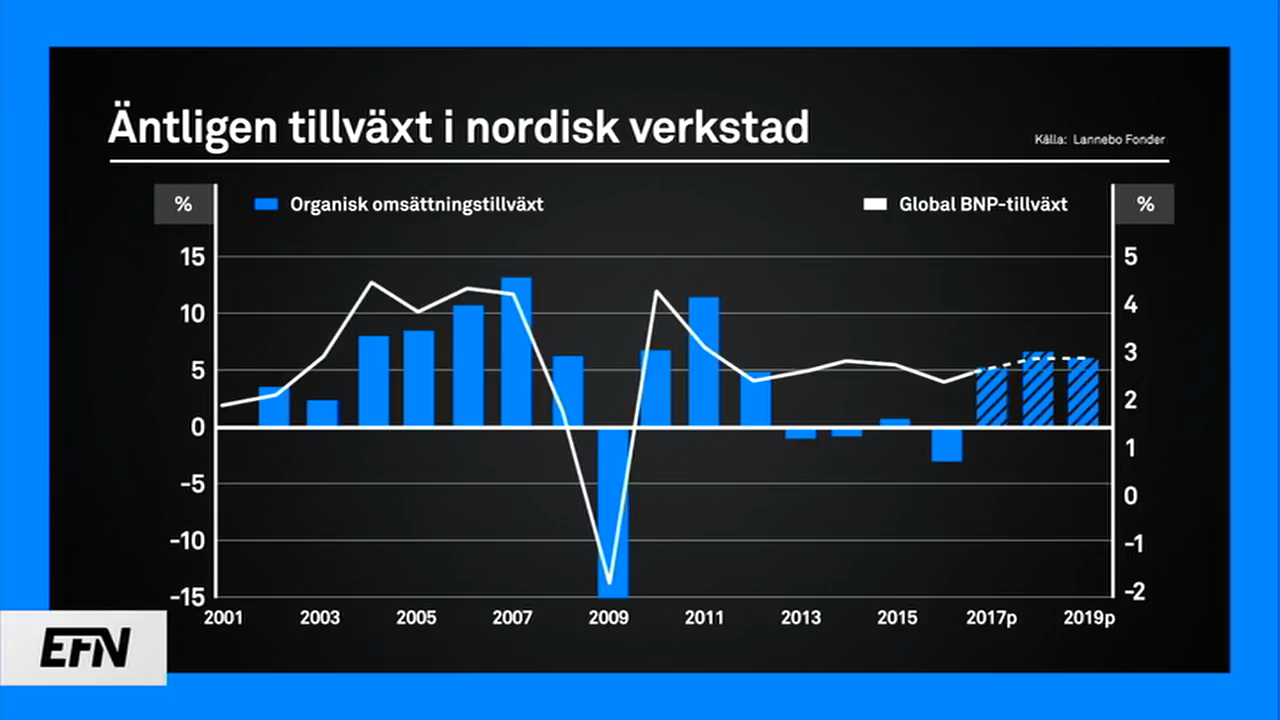 Äntligen tillväxt i nordisk verkstad
Källa: Lannebo Fonder
% Organisk omsättningstillväxt Global BNP-tillväxt %
15 5
10 4
5 3
0 2
-5 1
-10 0
-15 -1
-2
2001 2003 2005 2007 2009 2011 2013 2015 2017p 2019p
EFN